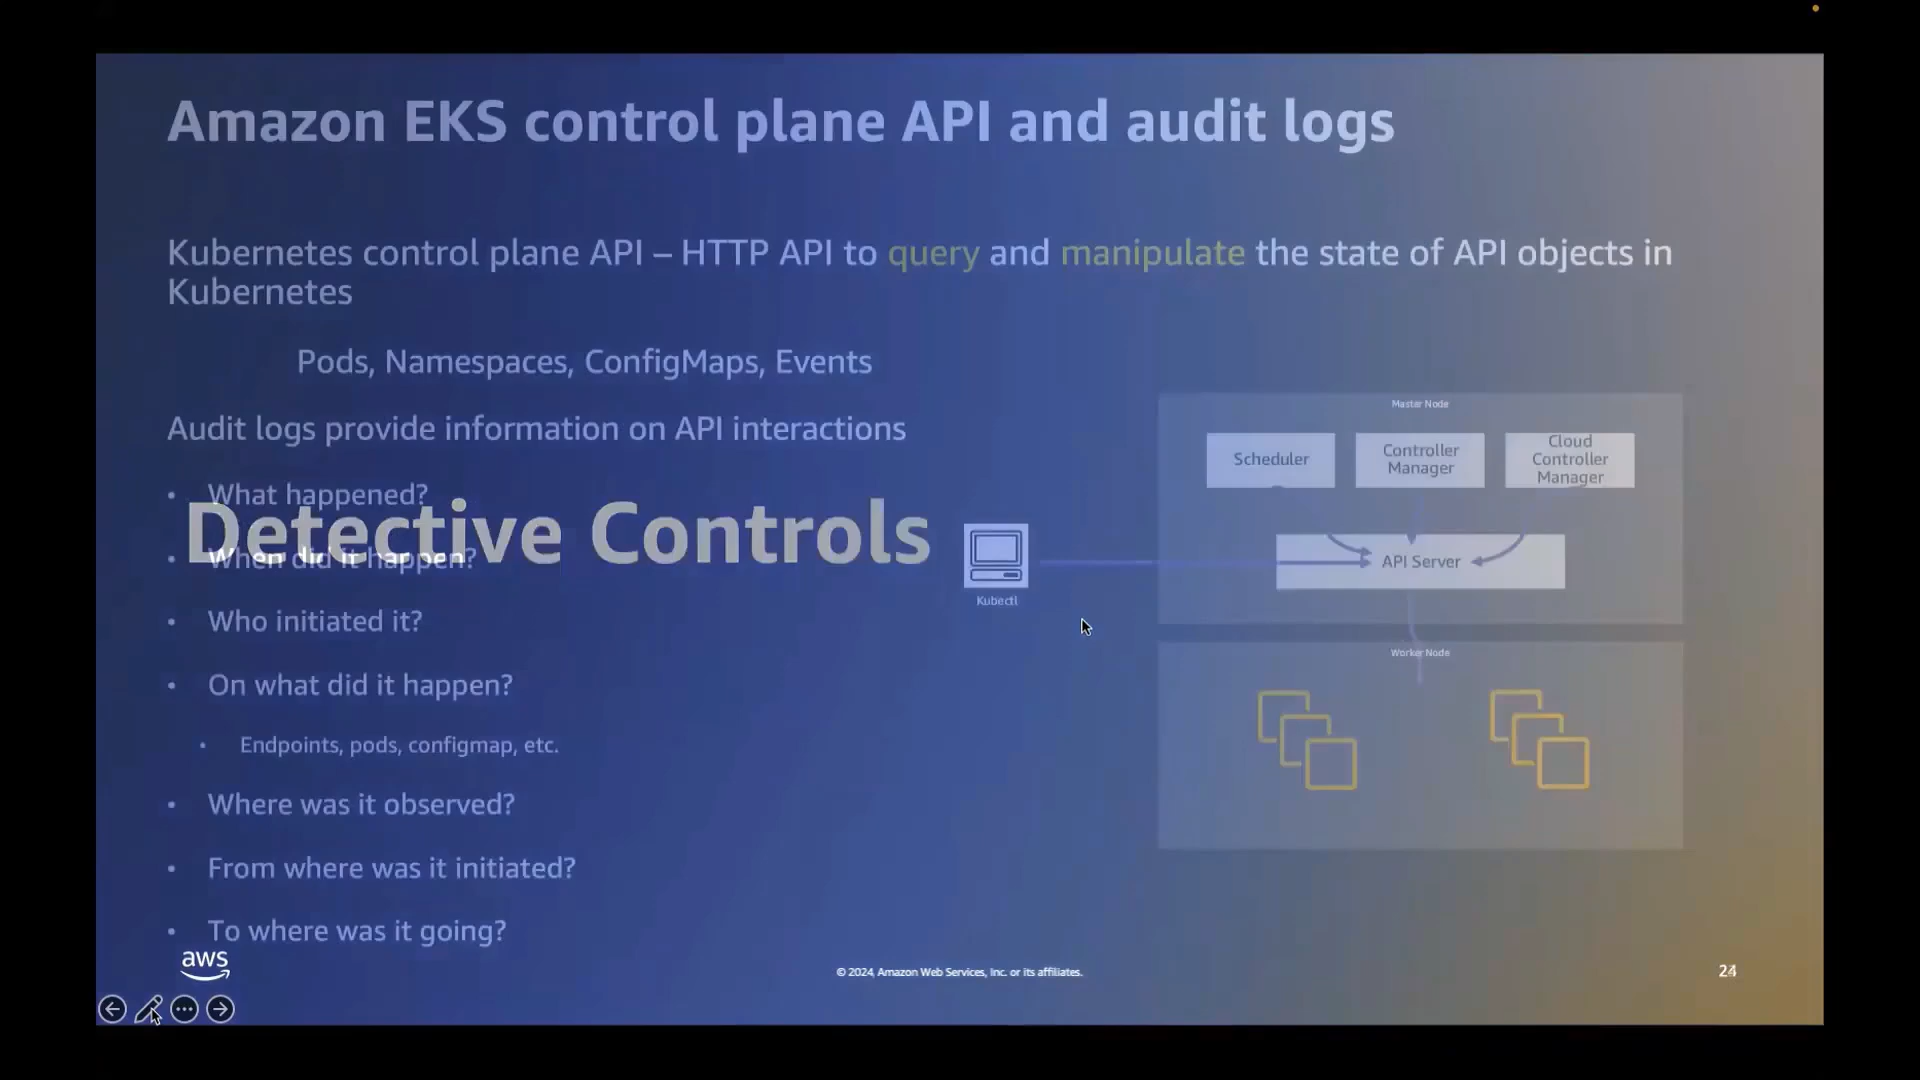 Amazon EKS control plane API and audit logs
Kubernetes control plane API – HTTP API to query and manipulate the state of API objects in
Kubernetes
Pods, Namespaces, ConfigMaps, Events
Audit logs provide information on API interactions
• What happened?
Detective Controls
• When did it happen?
• Who initiated it?
• On what did it happen?
• Endpoints, pods, configmap, etc.
• Where was it observed?
• From where was it initiated?
• To where was it going?
Kubectl
Master Node
Scheduler
Controller
Manager
Cloud
Controller
Manager
API Server
Worker Node
aws
© 2024, Amazon Web Services, Inc. or its affiliates.
24